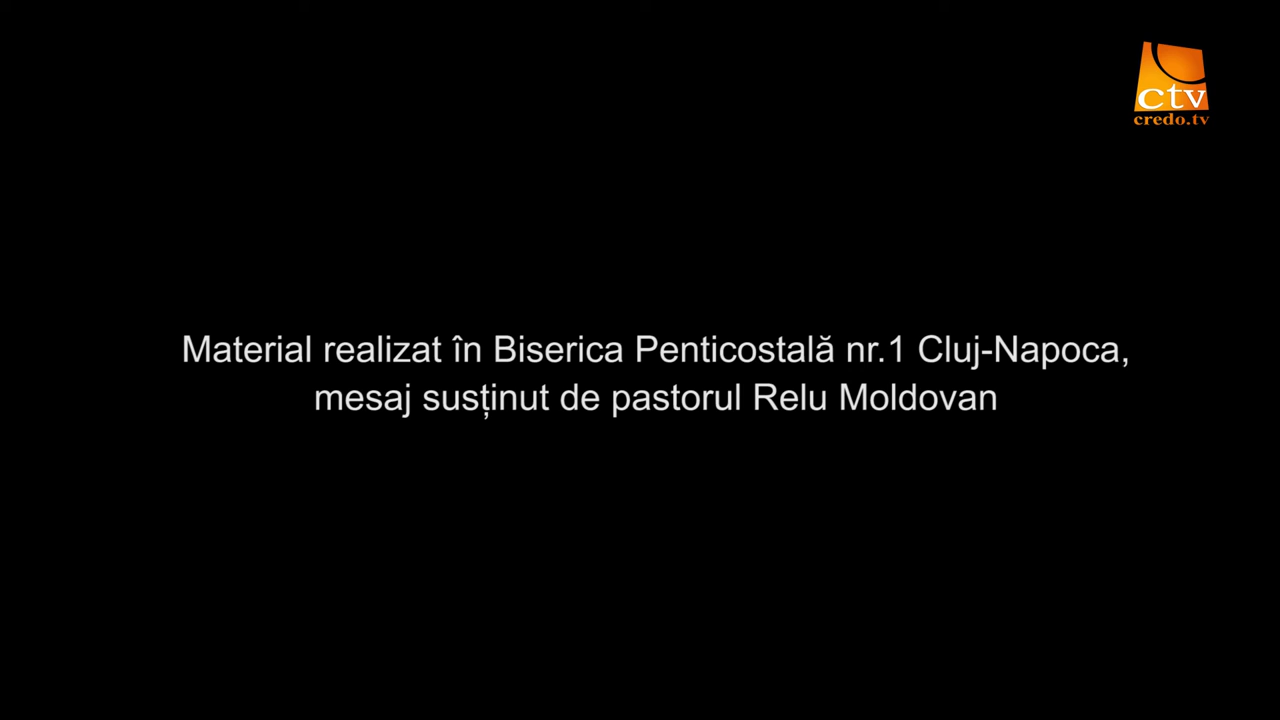 ctv
credo.tv
Material realizat în Biserica Penticostală nr.1 Cluj-Napoca,
mesaj susținut de pastorul Relu Moldovan